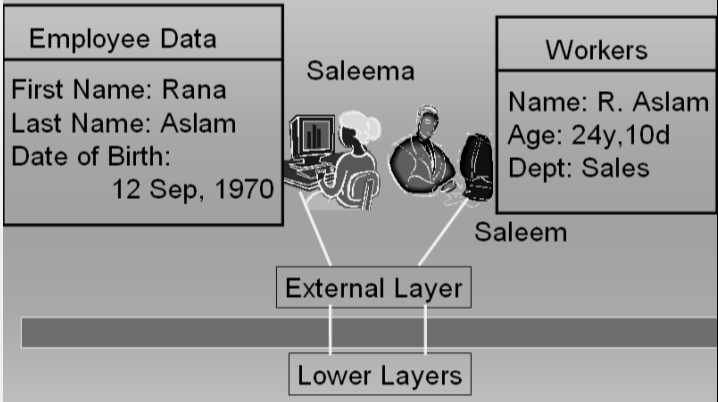 Employee Data
First Name: Rana
Last Name: Aslam
Date of Birth:
12 Sep, 1970
Saleema
Workers
Name: R. Aslam
Age: 24y,10d
Dept: Sales
Saleem
External Layer
Lower Layers